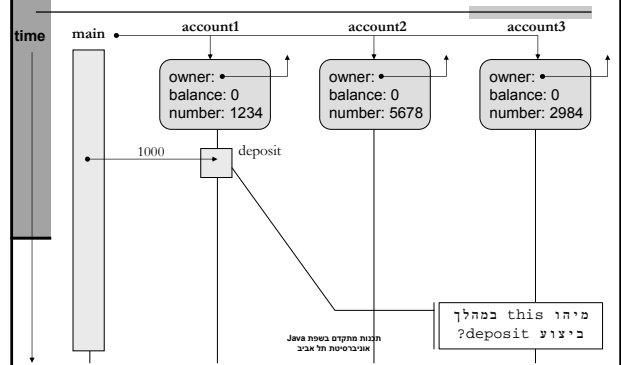 time
main
account1
account2
account3
owner:
balance: 0
number: 1234
owner:
balance: 0
number: 5678
owner:
balance: 0
number: 2984
1000
deposit
מיהו this במהלך
ביצוע deposit?
תכנות מתקדם בשפת Java
אוניברסיטת תל אביב